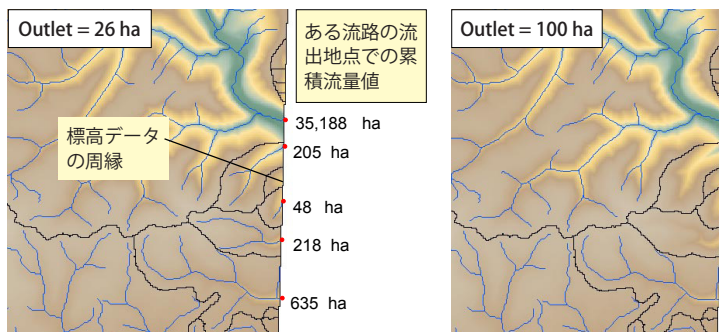 Outlet = 26 ha
ある流路の流
出地点での累
積流量値
Outlet = 100 ha
標高データ
の周縁
35,188 ha
205 ha
48 ha
218 ha
635 ha